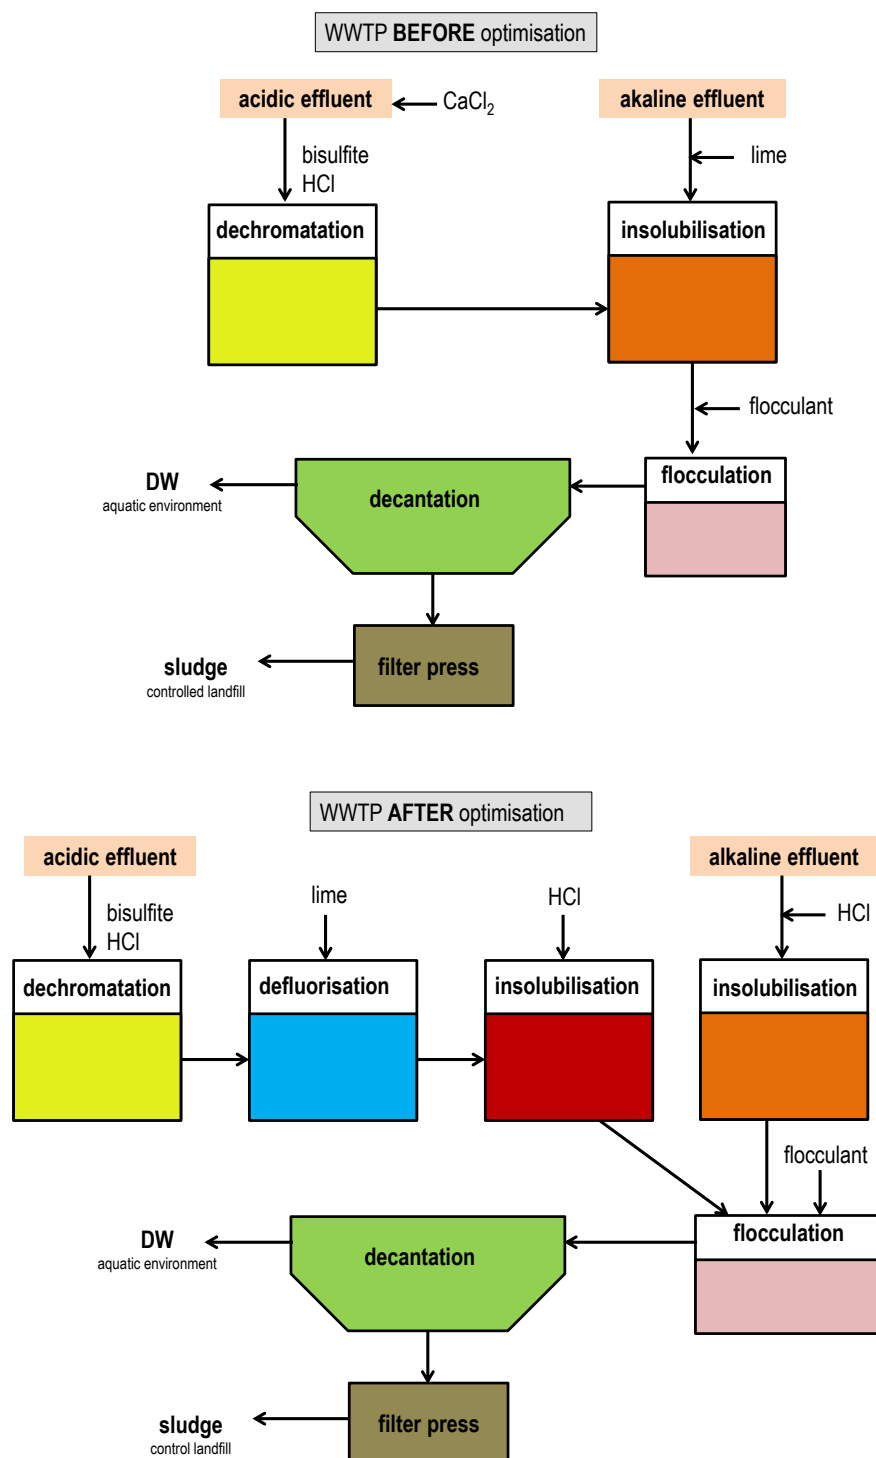 WWTP BEFORE optimisation
acidic effluent
CaCl₂
akaline effluent
bisulfite
HCl
lime
dechromatation
insolubilisation
flocculant
DW
aquatic environment
decantation
flocculation
sludge
controlled landfill
filter press
WWTP AFTER optimisation
acidic effluent
alkaline effluent
bisulfite
HCl
lime
HCl
HCl
dechromatation
defluorisation
insolubilisation
insolubilisation
flocculant
DW
aquatic environment
decantation
flocculation
sludge
control landfill
filter press